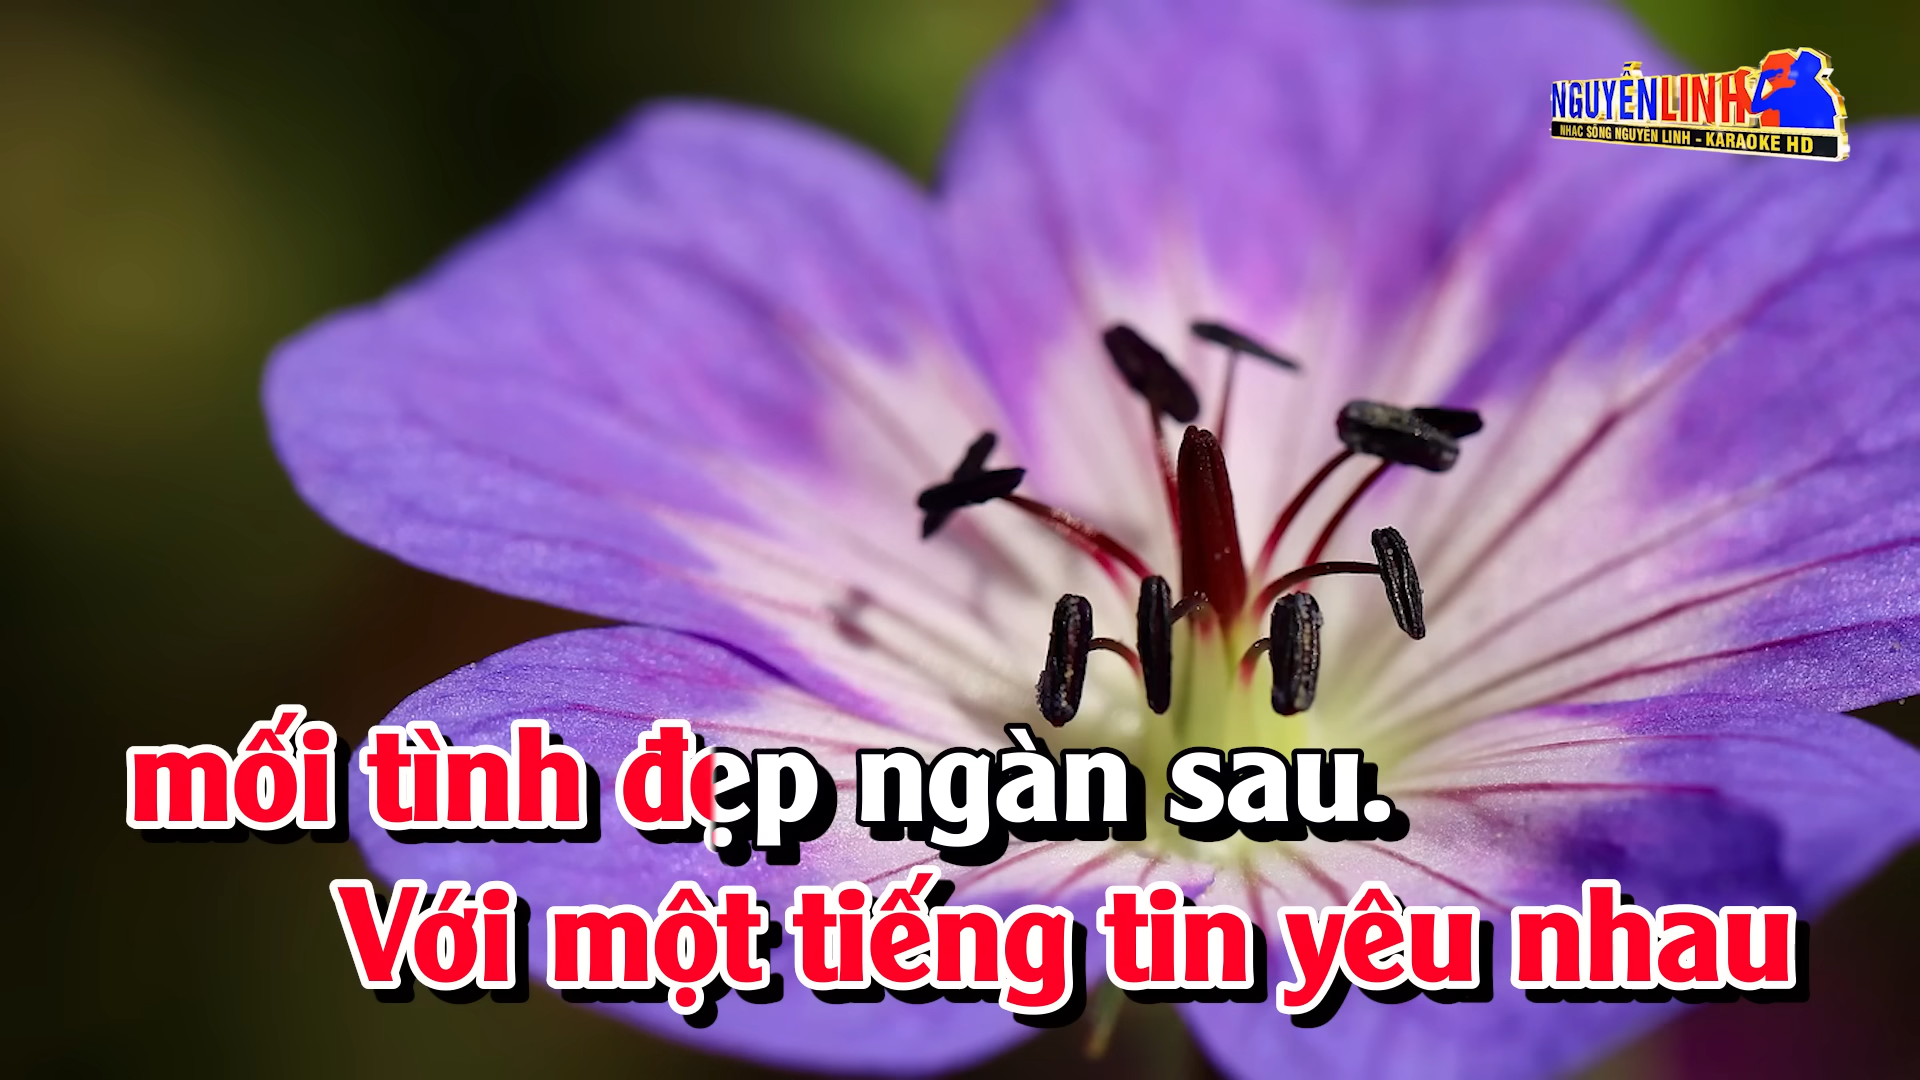 NGUYỄN LINH
NHẠC SỐNG NGUYỄN LINH - KARAOKE HD
mối tình đẹp ngàn sau.
Với một tiếng tin yêu nhau